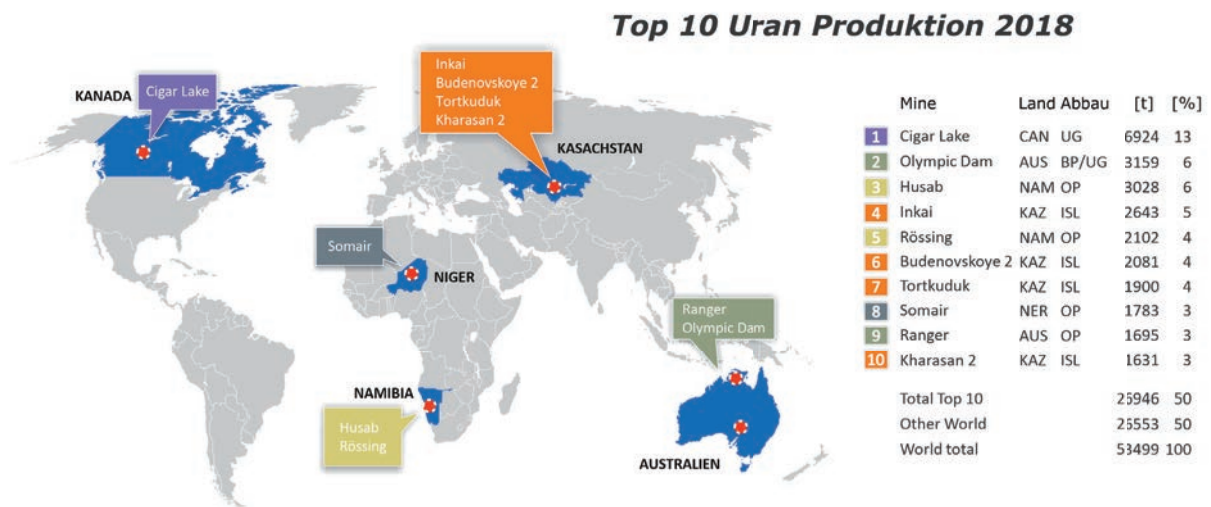 Top 10 Uran Produktion 2018
KANADA
Cigar Lake
Inkai
Budenovskoye 2
Tortkuduk
Kharasan 2
KASACHSTAN
Somair
NIGER
Ranger
Olympic Dam
NAMIBIA
Husab
Rössing
AUSTRALIEN
Mine Land Abbau [t] [%]
1 Cigar Lake CAN UG 6924 13
2 Olympic Dam AUS BP/UG 3159 6
3 Husab NAM OP 3028 6
4 Inkai KAZ ISL 2643 5
5 Rössing NAM OP 2102 4
6 Budenovskoye 2 KAZ ISL 2081 4
7 Tortkuduk KAZ ISL 1900 4
8 Somair NER OP 1783 3
9 Ranger AUS OP 1695 3
10 Kharasan 2 KAZ ISL 1631 3
Total Top 10 26946 50
Other World 26553 50
World total 53499 100